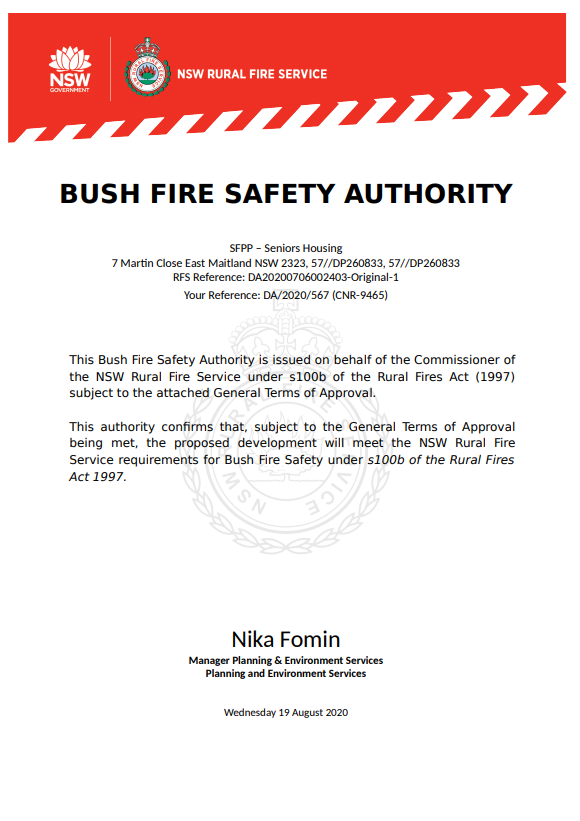 NSW
GOVERNMENT
NSW RURAL FIRE SERVICE
BUSH FIRE SAFETY AUTHORITY
SFPP – Seniors Housing
7 Martin Close East Maitland NSW 2323, 57//DP260833, 57//DP260833
RFS Reference: DA20200706002403-Original-1
Your Reference: DA/2020/567 (CNR-9465)
This Bush Fire Safety Authority is issued on behalf of the Commissioner of
the NSW Rural Fire Service under s100b of the Rural Fires Act (1997)
subject to the attached General Terms of Approval.
This authority confirms that, subject to the General Terms of Approval
being met, the proposed development will meet the NSW Rural Fire
Service requirements for Bush Fire Safety under s100b of the Rural Fires
Act 1997.
NSW RURAL FIRE SERVICE
Nika Fomin
Manager Planning & Environment Services
Planning and Environment Services
Wednesday 19 August 2020